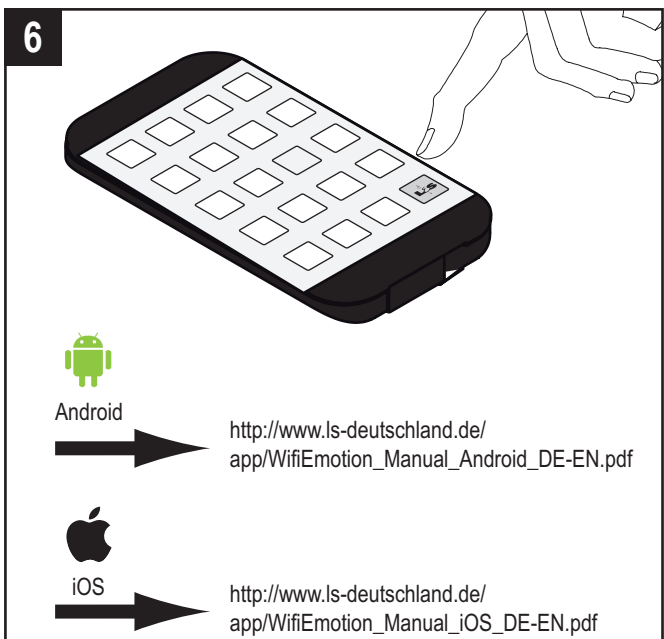 6
L&S
Android
http://www.ls-deutschland.de/
app/WifiEmotion_Manual_Android_DE-EN.pdf
iOS
http://www.ls-deutschland.de/
app/WifiEmotion_Manual_iOS_DE-EN.pdf